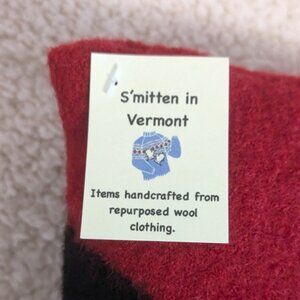 S'mitten in
Vermont
Items handcrafted from
repurposed wool
clothing.